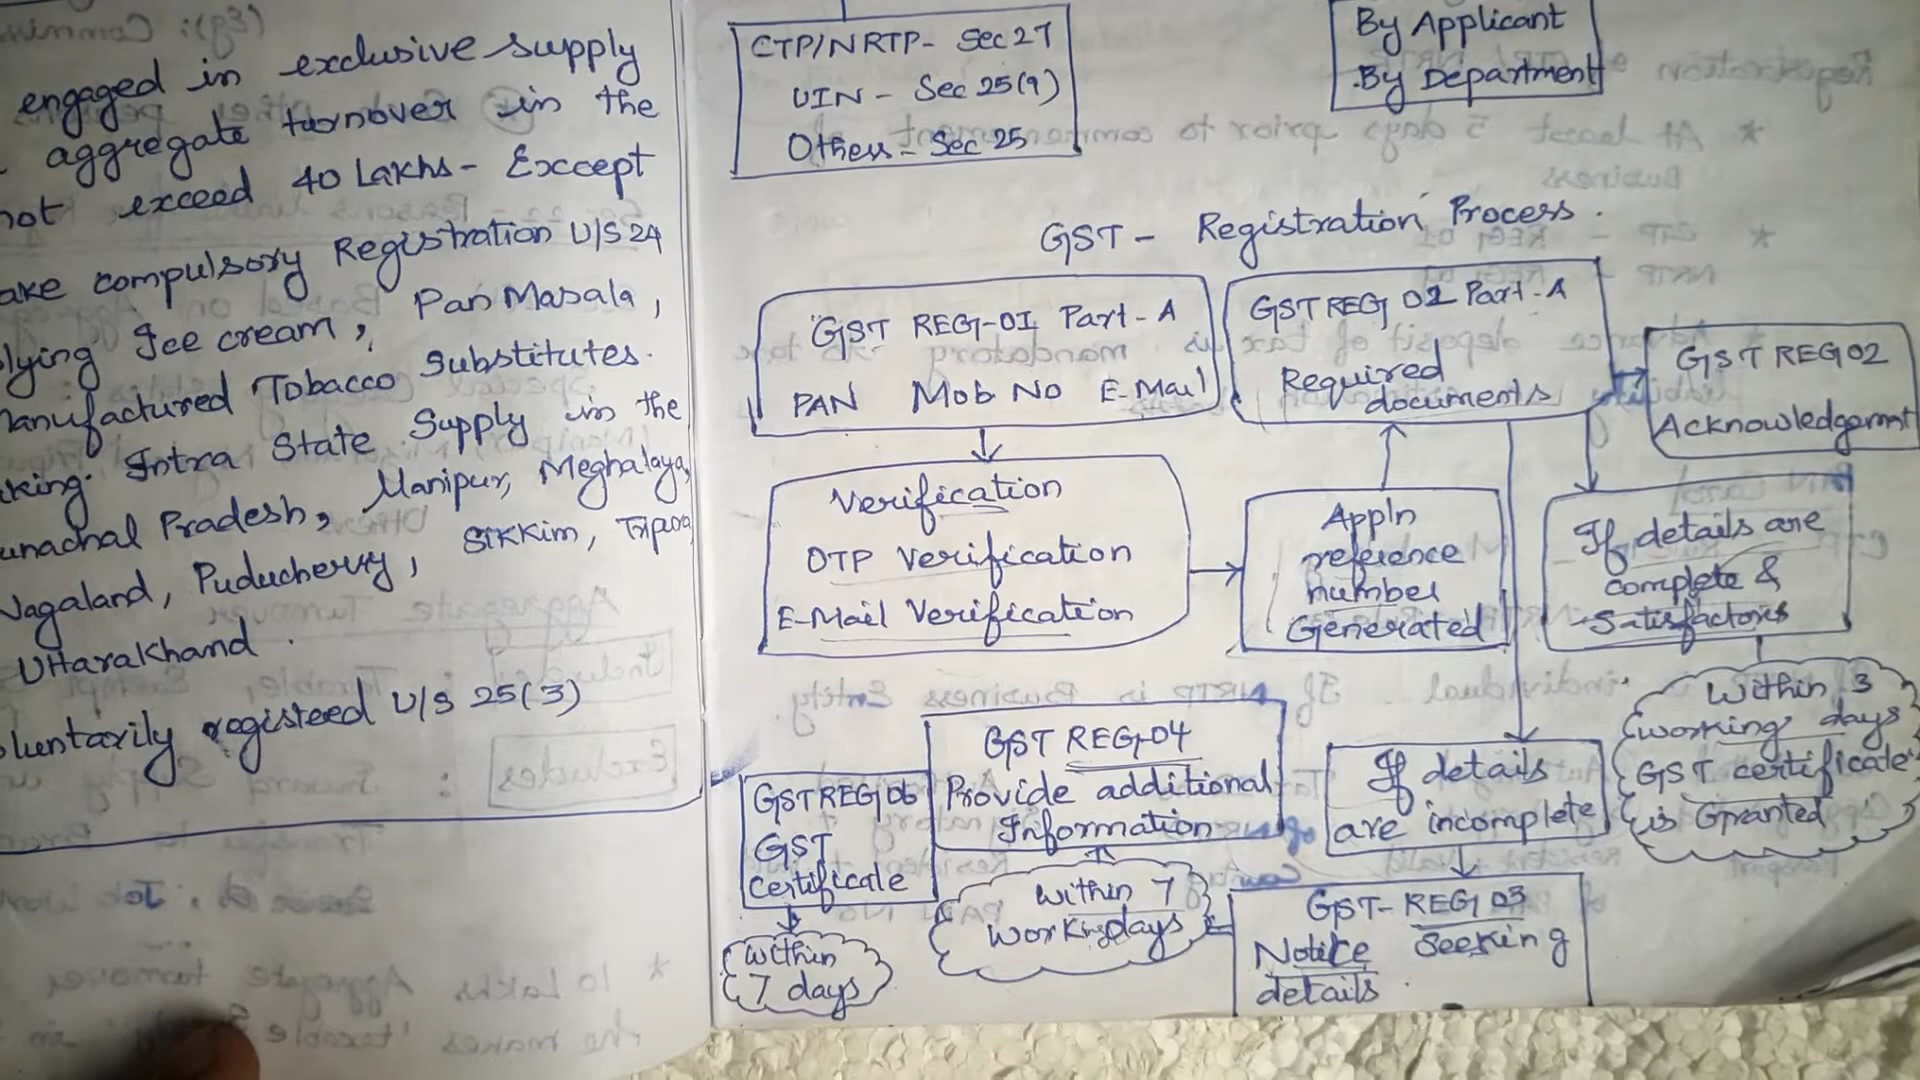 engaged in exclusive supply
aggregate turnover in the
not exceed 40 Lakhs - Except
ake compulsory Registration U/S 24
lying Ice cream, Pan Masala,
anufactured Tobacco Substitutes.
king Intra State Supply in the
unachal Pradesh, Manipur, Meghalaya,
Nagaland, Puducherry, Sikkim, Tripura
Uttarakhand.
oluntarily registeed U/S 25(3)
CTP/NRTP - Sec 27
UIN - Sec 25(9)
Others - Sec 25
By Applicant
By Department
GST - Registration Process.
GST REG-01 Part-A
PAN Mob No E-Mail
GST REG 02 Part-A
Required
documents
GST REG 02
Acknowledgemnt
Verification
OTP Verification
E-Mail Verification
Appln
reference
number
Generated
If details are
complete &
Satisfactories
Within 3
working days
GST certificate
is Granted
If details
are incomplete
GST-REG 03
Notice Seeking
details.
Within 7
working days
GST REG-04
Provide additional
Information
GST REG 06
GST
Certificate
Within
7 days